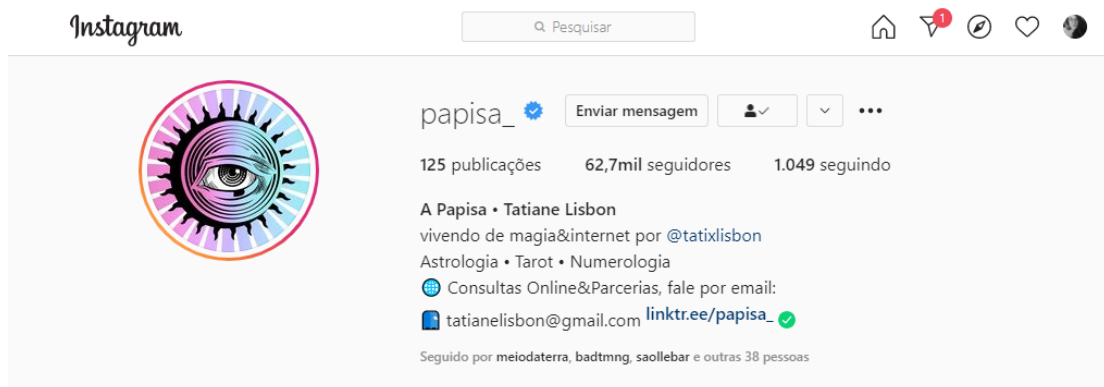 Instagram
Pesquisar
1
papisa_
Enviar mensagem
125 publicações 62,7mil seguidores 1.049 seguindo
A Papisa • Tatiane Lisbon
vivendo de magia&internet por @tatixlisbon
Astrologia • Tarot • Numerologia
🌐 Consultas Online&Parcerias, fale por email:
📘 tatianelisbon@gmail.com linktr.ee/papisa_
Seguido por meiodaterra, badtmng, saollebar e outras 38 pessoas